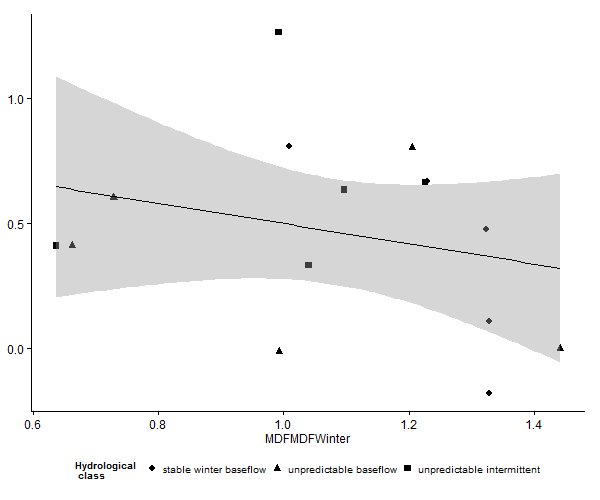 1.0
0.5
0.0
0.6 0.8 1.0 1.2 1.4
MDFMDFWinter
Hydrological
class
stable winter baseflow unpredictable baseflow unpredictable intermittent